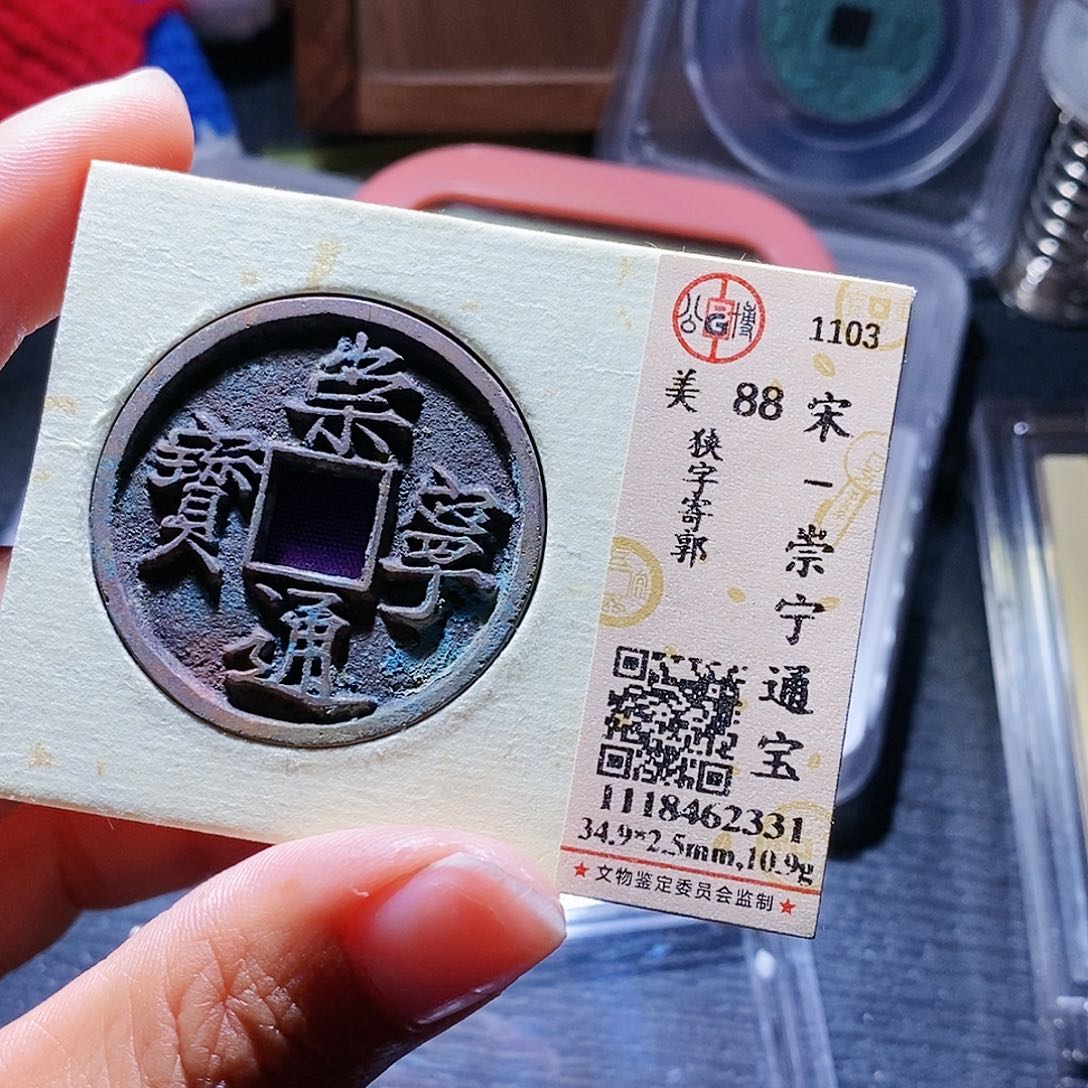 崇寧通寶
公博
G
1103
宋一崇宁通宝
美 88
狭字寄郭
1118462331
34.9*2.5mm,10.9g
★文物鉴定委员会监制★